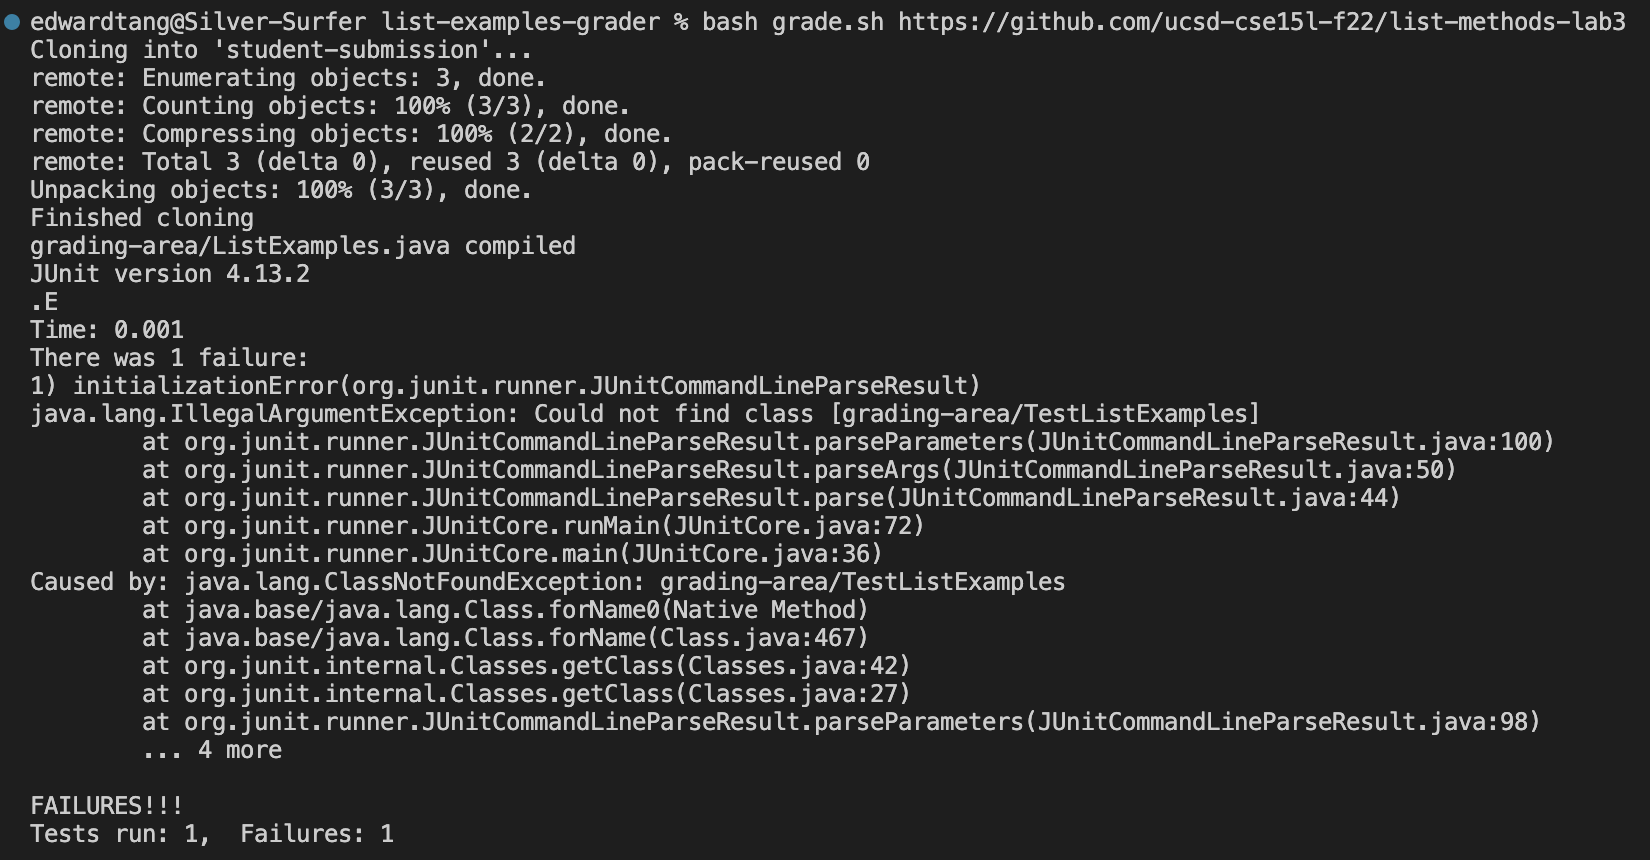 edwardtang@Silver-Surfer list-examples-grader % bash grade.sh https://github.com/ucsd-cse15l-f22/list-methods-lab3
Cloning into 'student-submission'...
remote: Enumerating objects: 3, done.
remote: Counting objects: 100% (3/3), done.
remote: Compressing objects: 100% (2/2), done.
remote: Total 3 (delta 0), reused 3 (delta 0), pack-reused 0
Unpacking objects: 100% (3/3), done.
Finished cloning
grading-area/ListExamples.java compiled
JUnit version 4.13.2
.E
Time: 0.001
There was 1 failure:
1) initializationError(org.junit.runner.JUnitCommandLineParseResult)
java.lang.IllegalArgumentException: Could not find class [grading-area/TestListExamples]
        at org.junit.runner.JUnitCommandLineParseResult.parseParameters(JUnitCommandLineParseResult.java:100)
        at org.junit.runner.JUnitCommandLineParseResult.parseArgs(JUnitCommandLineParseResult.java:50)
        at org.junit.runner.JUnitCommandLineParseResult.parse(JUnitCommandLineParseResult.java:44)
        at org.junit.runner.JUnitCore.runMain(JUnitCore.java:72)
        at org.junit.runner.JUnitCore.main(JUnitCore.java:36)
Caused by: java.lang.ClassNotFoundException: grading-area/TestListExamples
        at java.base/java.lang.Class.forName0(Native Method)
        at java.base/java.lang.Class.forName(Class.java:467)
        at org.junit.internal.Classes.getClass(Classes.java:42)
        at org.junit.internal.Classes.getClass(Classes.java:27)
        at org.junit.runner.JUnitCommandLineParseResult.parseParameters(JUnitCommandLineParseResult.java:98)
        ... 4 more

FAILURES!!!
Tests run: 1,  Failures: 1